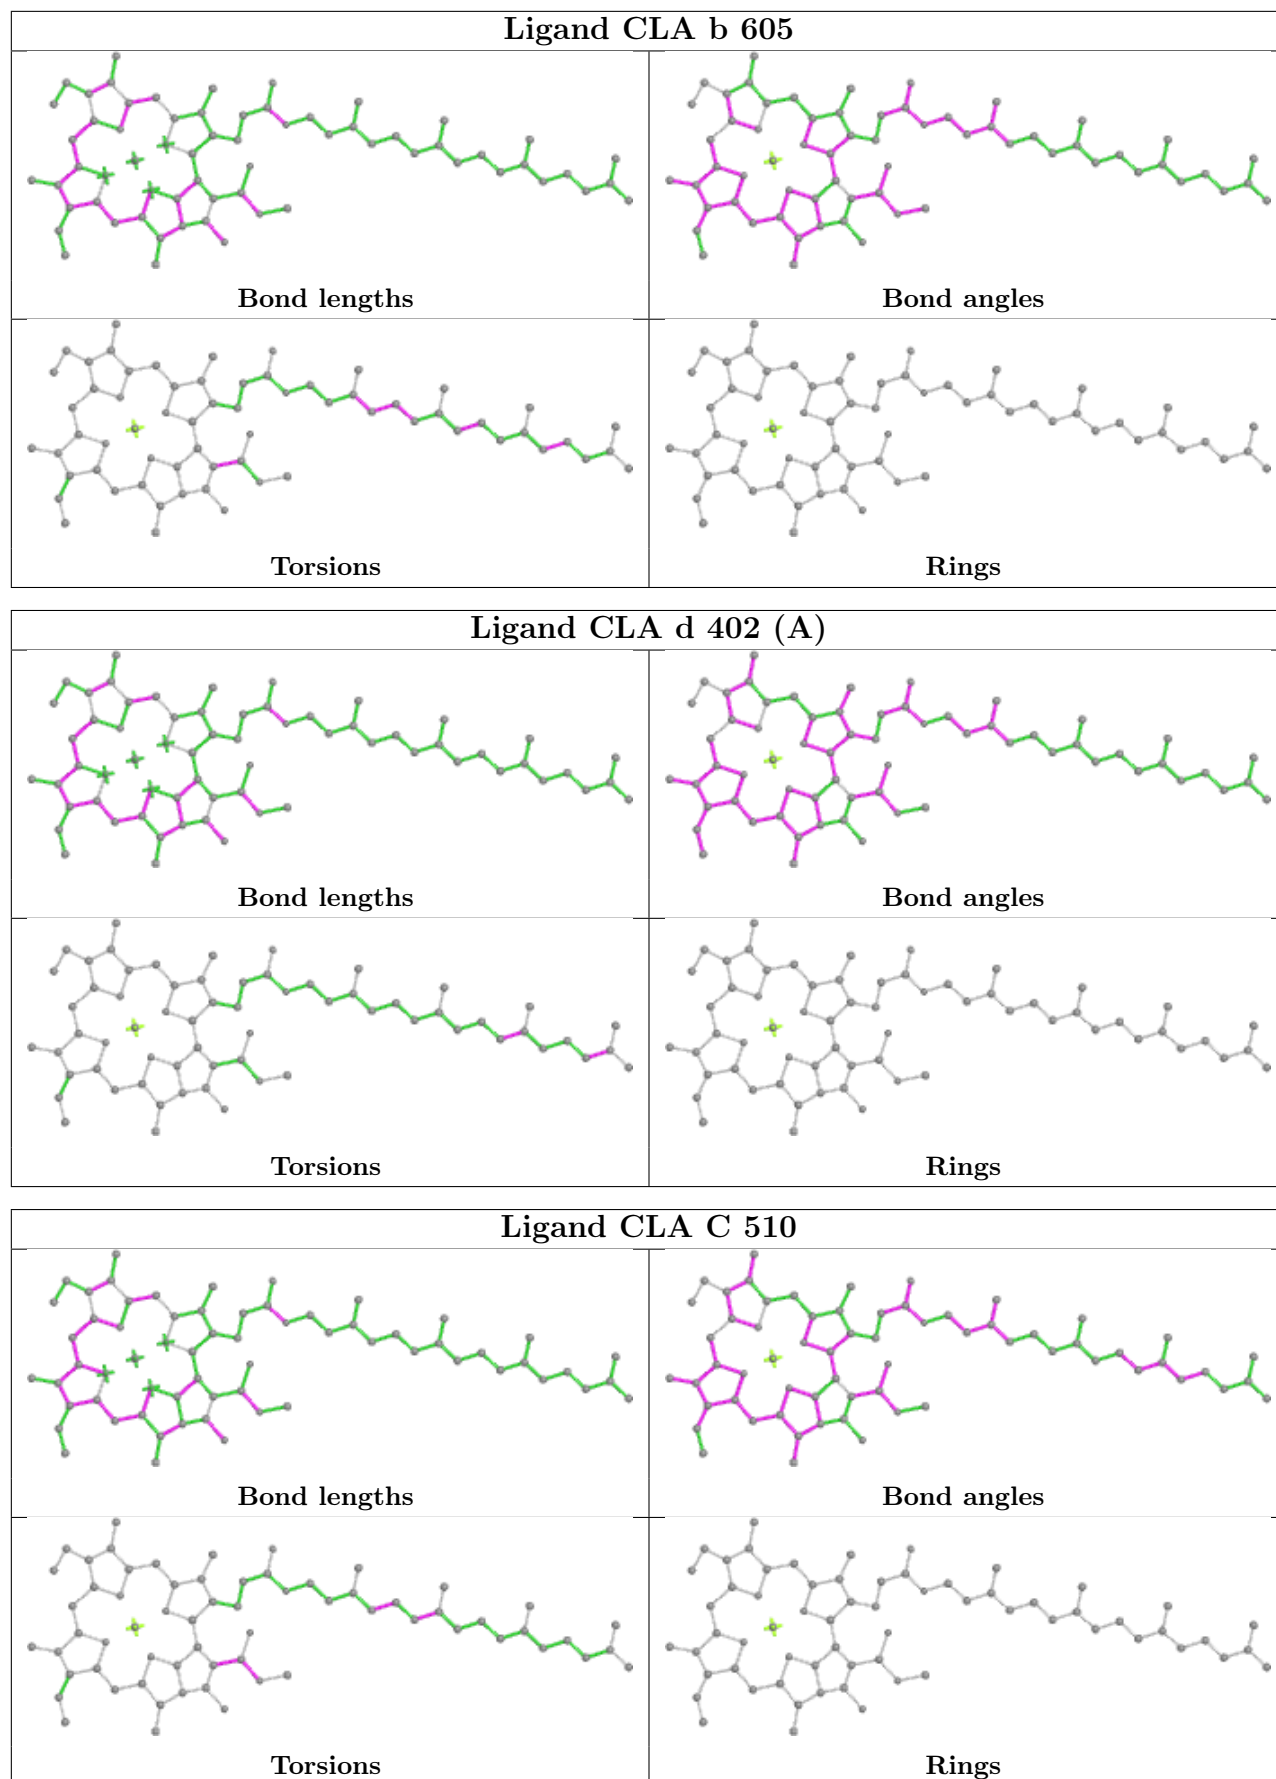 Ligand CLA b 605
Bond lengths
Bond angles
Torsions
Rings
Ligand CLA d 402 (A)
Bond lengths
Bond angles
Torsions
Rings
Ligand CLA C 510
Bond lengths
Bond angles
Torsions
Rings